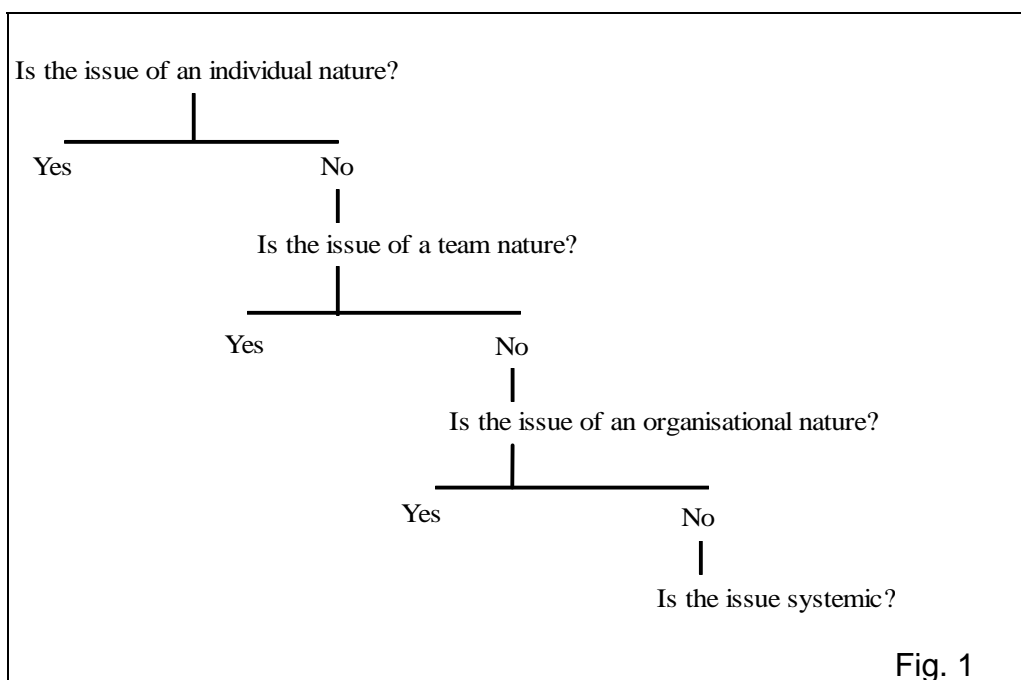 Is the issue of an individual nature?
Yes
No
Is the issue of a team nature?
Yes
No
Is the issue of an organisational nature?
Yes
No
Is the issue systemic?
Fig. 1